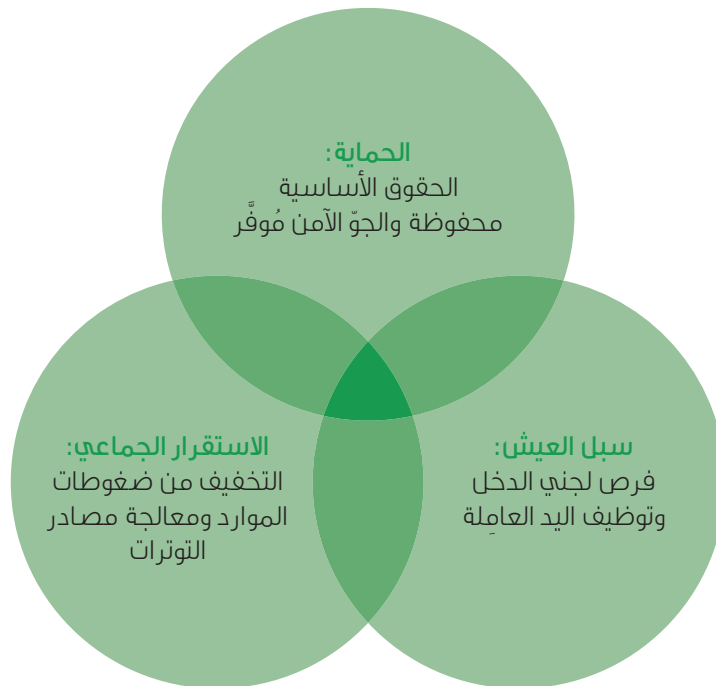 الحماية:
الحقوق الأساسية
محفوظة والجوّ الآمن مُوفَّر
سبل العيش:
فرص لجني الدخل
وتوظيف اليد العامِلة
الاستقرار الجماعي:
التخفيف من ضغوطات
الموارد ومعالجة مصادر
التوترات